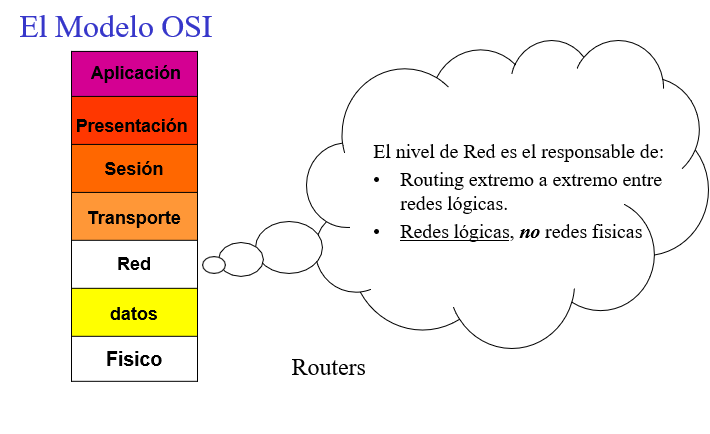 El Modelo OSI
Aplicación
Presentación
Sesión
Transporte
Red
datos
Fisico
El nivel de Red es el responsable de:
• Routing extremo a extremo entre
redes lógicas.
• Redes lógicas, no redes fisicas
Routers